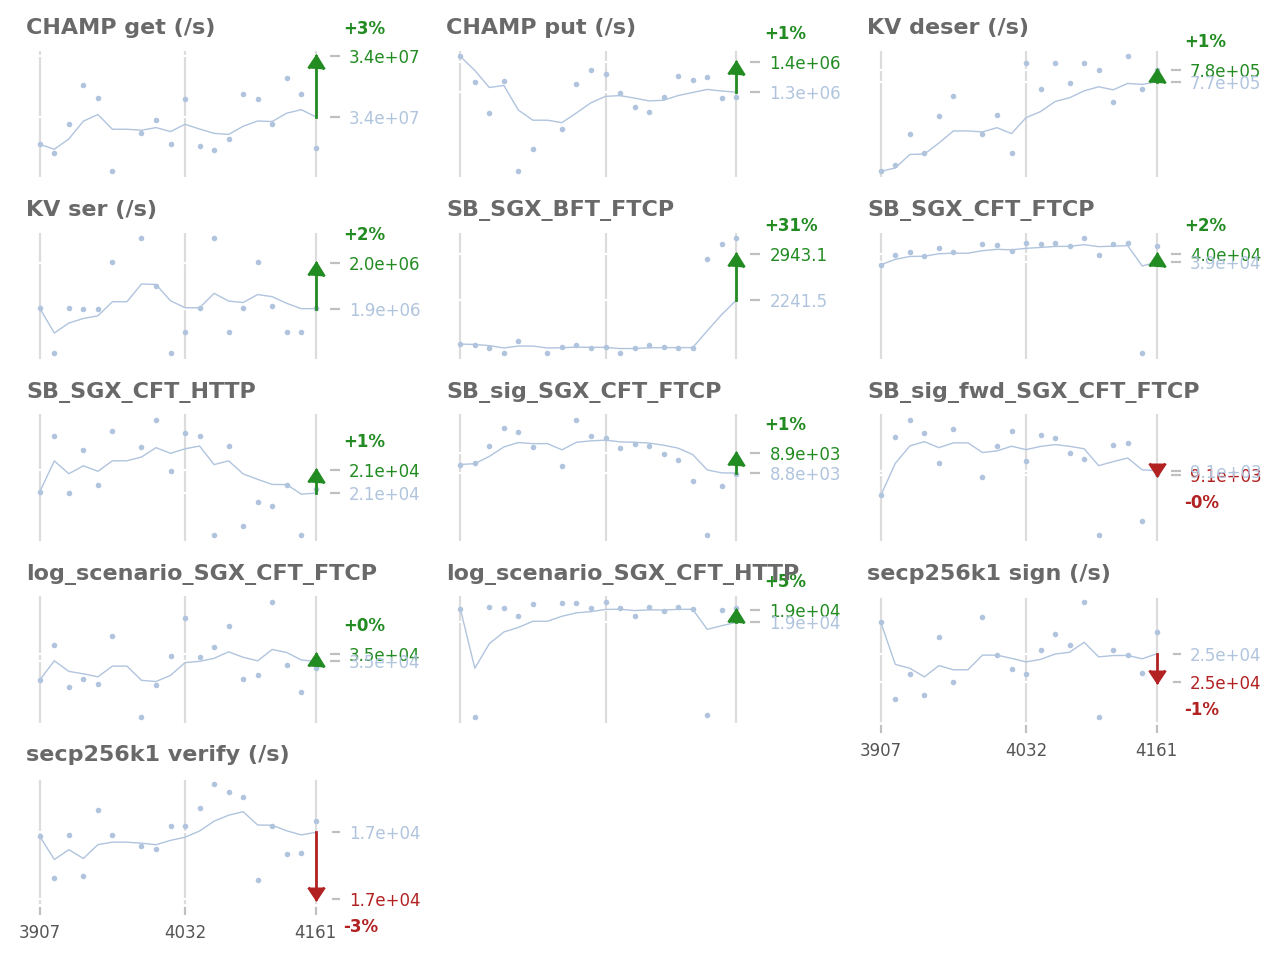 CHAMP get (/s)
+3%
3.4e+07
3.4e+07
CHAMP put (/s)
+1%
1.4e+06
1.3e+06
KV deser (/s)
+1%
7.8e+05
7.7e+05
KV ser (/s)
+2%
2.0e+06
1.9e+06
SB_SGX_BFT_FTCP
+31%
2943.1
2241.5
SB_SGX_CFT_FTCP
+2%
4.0e+04
3.9e+04
SB_SGX_CFT_HTTP
+1%
2.1e+04
2.1e+04
SB_sig_SGX_CFT_FTCP
+1%
8.9e+03
8.8e+03
SB_sig_fwd_SGX_CFT_FTCP
9.1e+03
9.1e+03
-0%
log_scenario_SGX_CFT_FTCP
+0%
3.5e+04
3.5e+04
log_scenario_SGX_CFT_HTTP
+5%
1.9e+04
1.9e+04
secp256k1 sign (/s)
2.5e+04
2.5e+04
-1%
3907
4032
4161
secp256k1 verify (/s)
1.7e+04
1.7e+04
-3%
3907
4032
4161